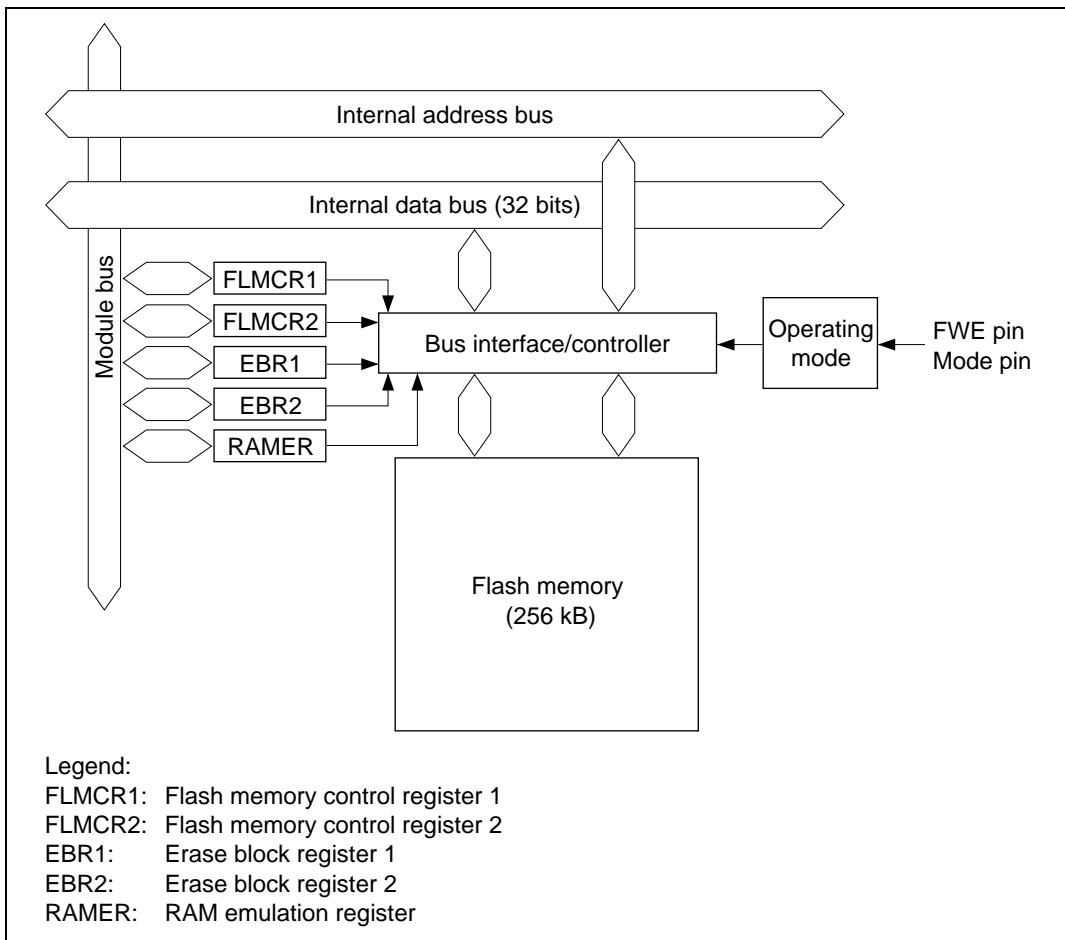 Internal address bus
Internal data bus (32 bits)
Module bus
FLMCR1
FLMCR2
EBR1
EBR2
RAMER
Bus interface/controller
Operating
mode
FWE pin
Mode pin
Flash memory
(256 kB)
Legend:
FLMCR1: Flash memory control register 1
FLMCR2: Flash memory control register 2
EBR1: Erase block register 1
EBR2: Erase block register 2
RAMER: RAM emulation register